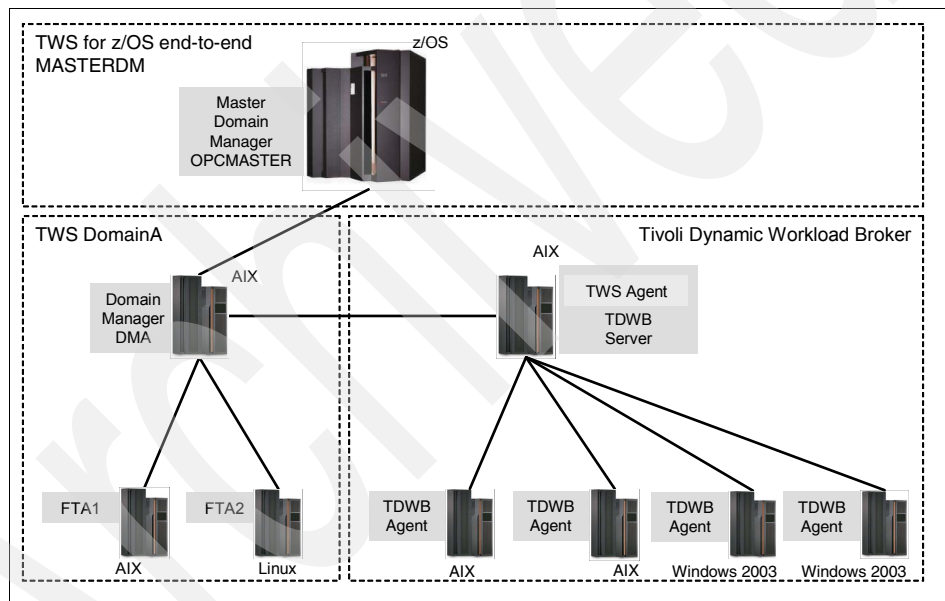 TWS for z/OS end-to-end
MASTERDM
z/OS
Master
Domain
Manager
OPCMASTER
TWS DomainA
AIX
Domain
Manager
DMA
FTA1
AIX
FTA2
Linux
Tivoli Dynamic Workload Broker
AIX
TWS Agent
TDWB
Server
TDWB
Agent
AIX
TDWB
Agent
AIX
TDWB
Agent
Windows 2003
TDWB
Agent
Windows 2003